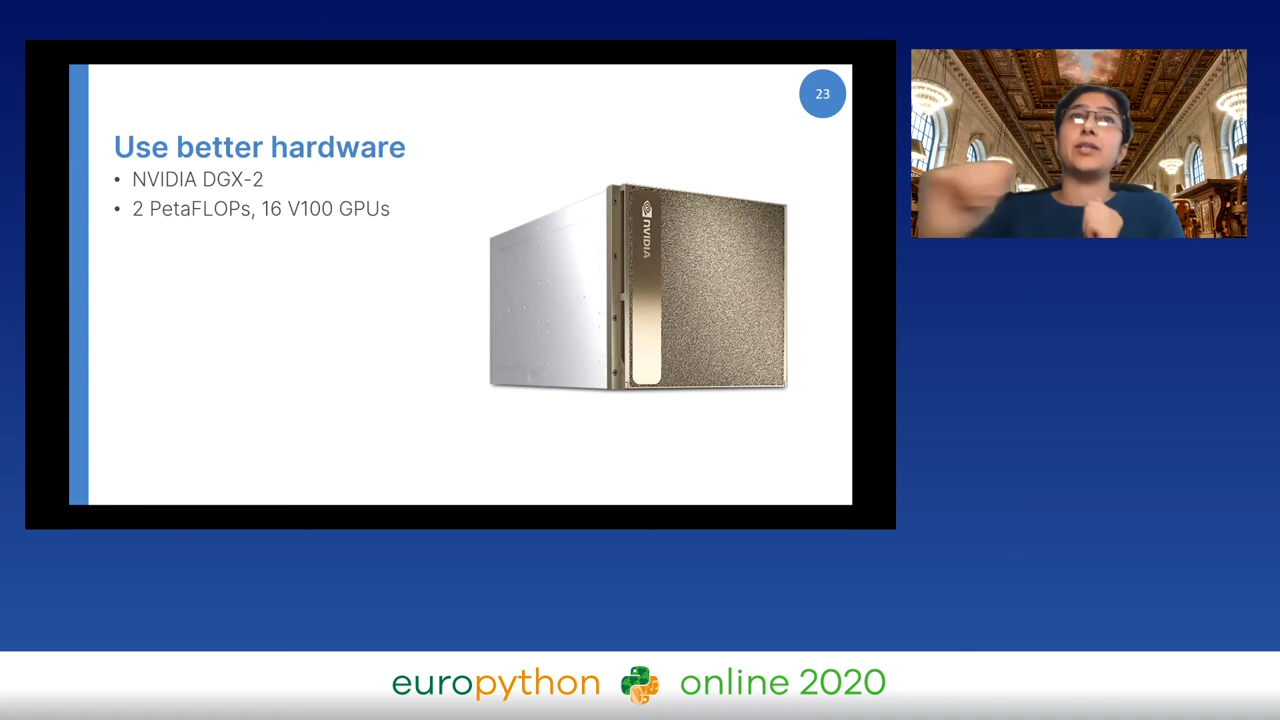 23
Use better hardware
• NVIDIA DGX-2
• 2 PetaFLOPs, 16 V100 GPUs
NVIDIA
europython online 2020